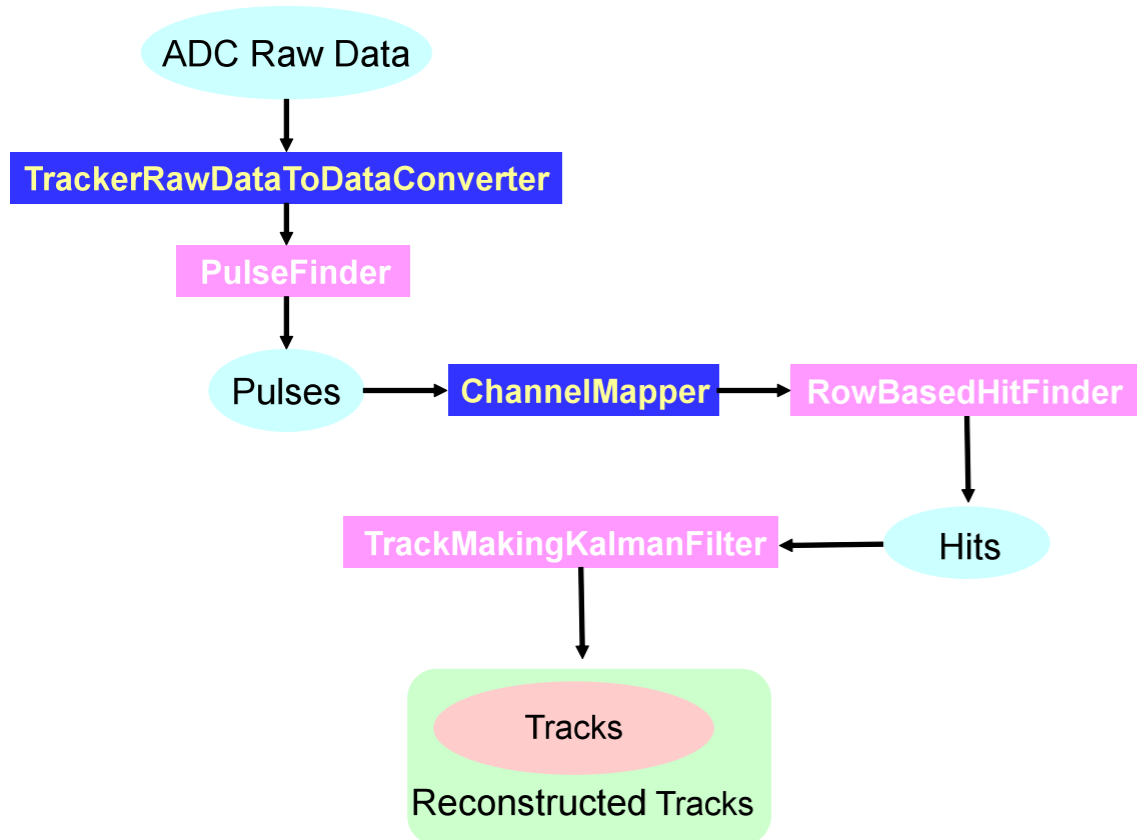 ADC Raw Data
TrackerRawDataToDataConverter
PulseFinder
Pulses
ChannelMapper
RowBasedHitFinder
TrackMakingKalmanFilter
Hits
Tracks
Reconstructed Tracks